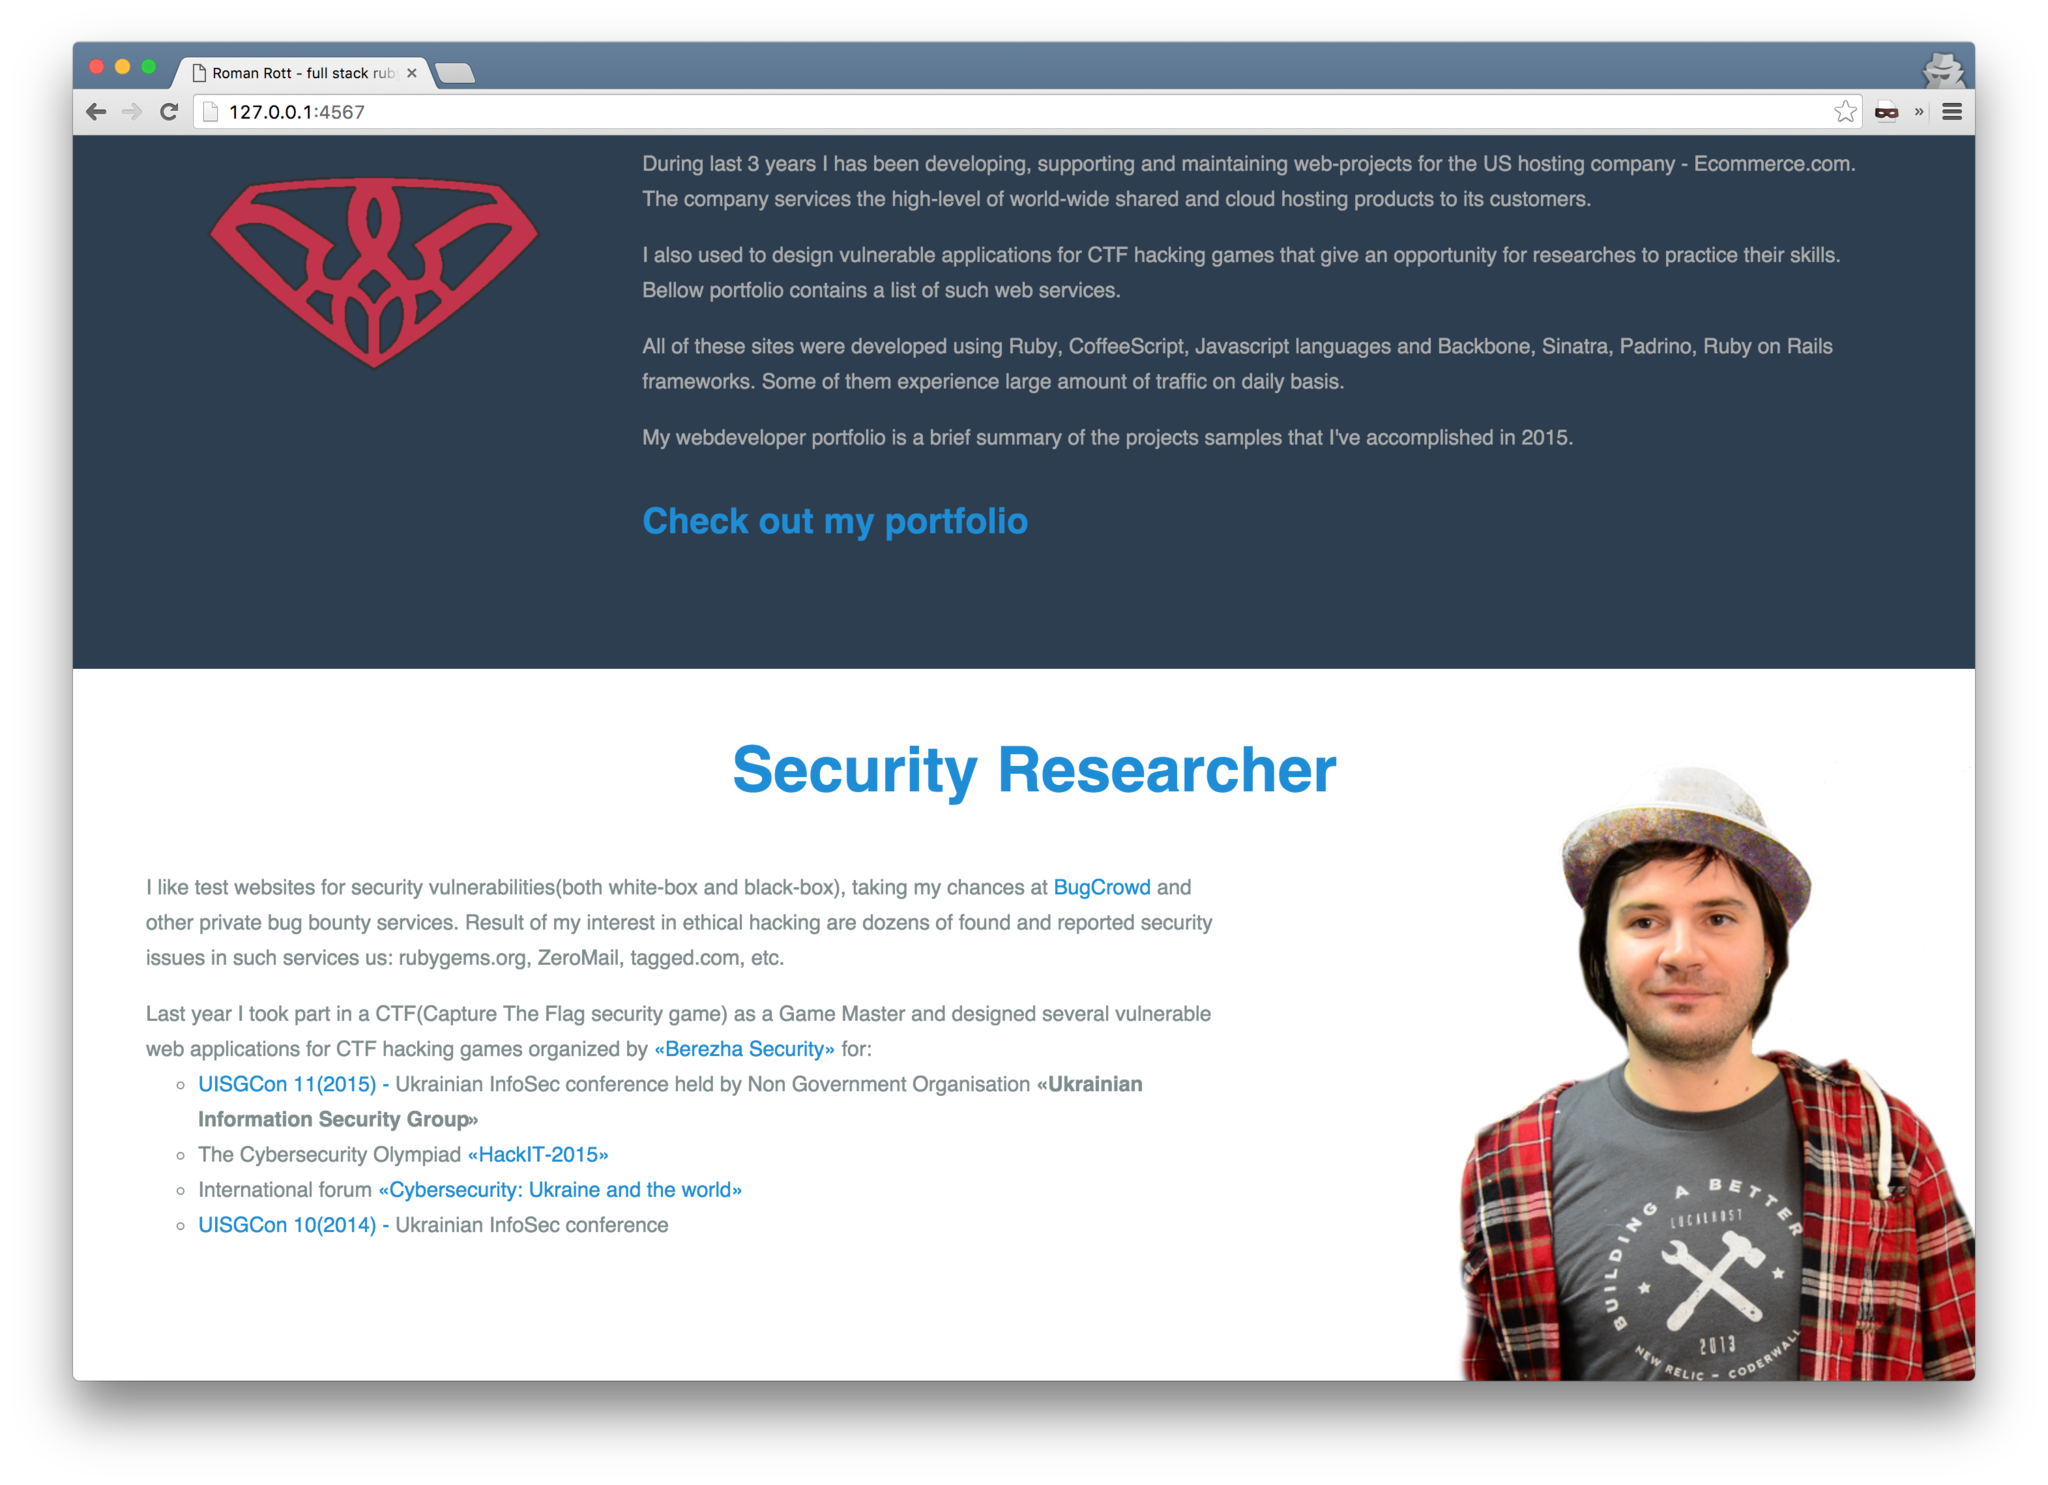 Roman Rott - full stack rub
127.0.0.1:4567
During last 3 years I has been developing, supporting and maintaining web-projects for the US hosting company - Ecommerce.com.
The company services the high-level of world-wide shared and cloud hosting products to its customers.
I also used to design vulnerable applications for CTF hacking games that give an opportunity for researches to practice their skills.
Bellow portfolio contains a list of such web services.
All of these sites were developed using Ruby, CoffeeScript, Javascript languages and Backbone, Sinatra, Padrino, Ruby on Rails
frameworks. Some of them experience large amount of traffic on daily basis.
My webdeveloper portfolio is a brief summary of the projects samples that I've accomplished in 2015.
Check out my portfolio
Security Researcher
I like test websites for security vulnerabilities(both white-box and black-box), taking my chances at BugCrowd and
other private bug bounty services. Result of my interest in ethical hacking are dozens of found and reported security
issues in such services us: rubygems.org, ZeroMail, tagged.com, etc.
Last year I took part in a CTF(Capture The Flag security game) as a Game Master and designed several vulnerable
web applications for CTF hacking games organized by «Berezha Security» for:
UISGCon 11(2015) - Ukrainian InfoSec conference held by Non Government Organisation «Ukrainian
Information Security Group»
The Cybersecurity Olympiad «HackIT-2015»
International forum «Cybersecurity: Ukraine and the world»
UISGCon 10(2014) - Ukrainian InfoSec conference
BUILDING A BETTER
LOCALHOST
2013
NEW RELIC - CODERWALL